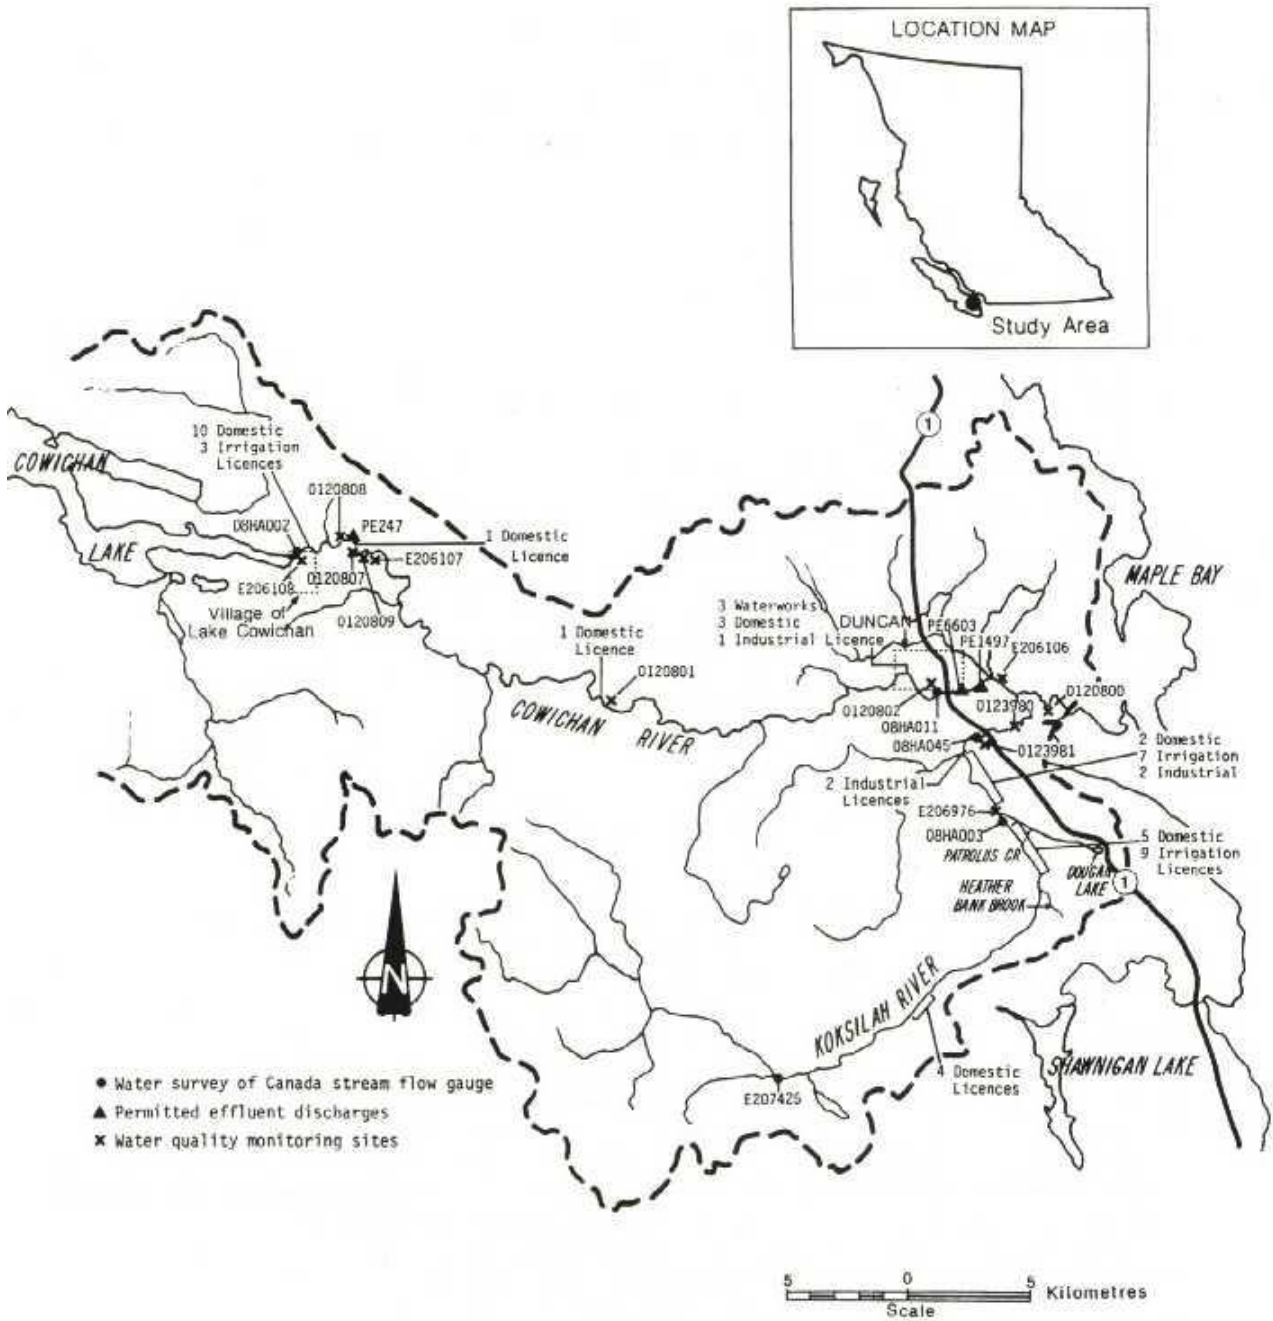 LOCATION MAP
Study Area
1
10 Domestic
3 Irrigation
Licences
COWICHAN
LAKE
0120808
08HA002
PE247
1 Domestic
Licence
E206107
0120807
E206108
Village of
Lake Cowichan
0120809
MAPLE BAY
3 Waterworks
3 Domestic
1 Industrial Licence
DUNCAN
PE6603
PE1497
E206106
1 Domestic
Licence
0120801
COWICHAN RIVER
0120802
08HA011
08HA045
0123980
0120800
0123981
2 Domestic
7 Irrigation
2 Industrial
2 Industrial
Licences
E206976
08HA003
PATROLUS CR
5 Domestic
9 Irrigation
Licences
DOUGAN
LAKE
1
HEATHER
BANK BROOK
N
KOKSILAH RIVER
SHAWNIGAN LAKE
4 Domestic
Licences
E207425
Water survey of Canada stream flow gauge
Permitted effluent discharges
Water quality monitoring sites
5 0 5 Kilometres
Scale